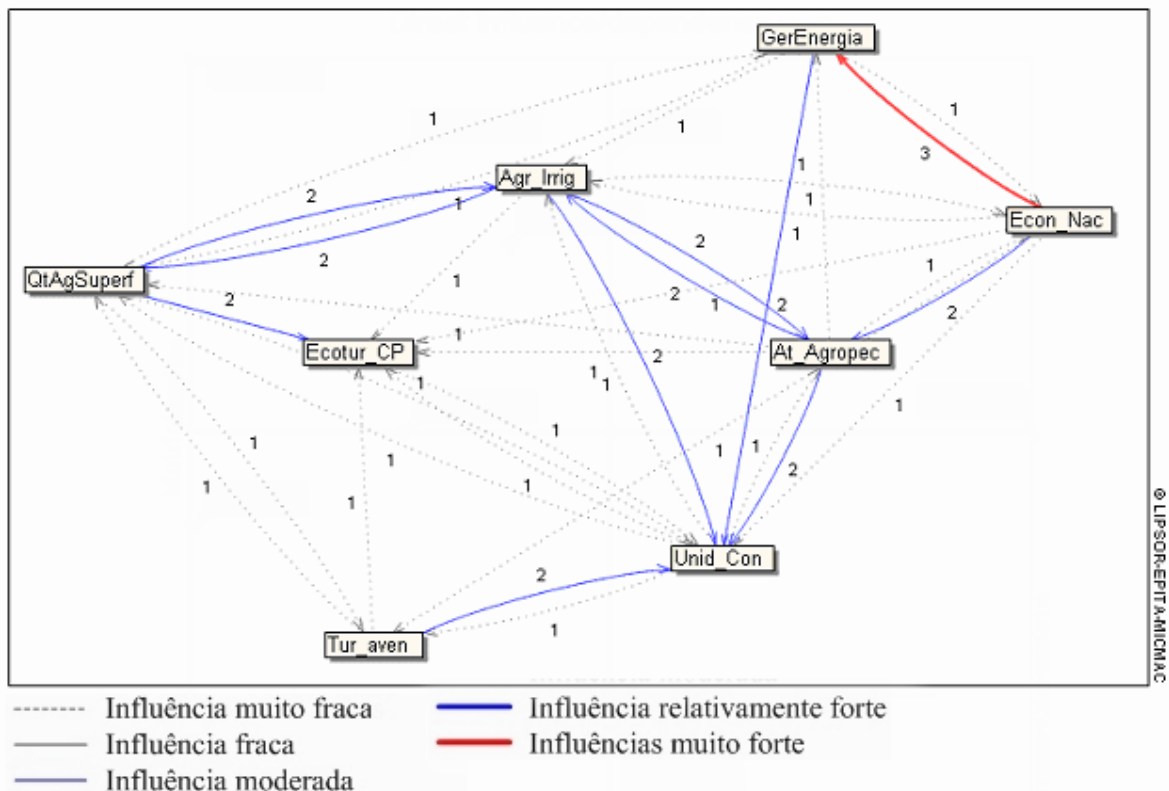 GerEnergia
1
1
1
3
Agr_Irrig
1
2
1
1
Econ_Nac
1
2
2
1
QtAgSuperf
2
2
1
2
1
2
2
1
Ecotur_CP
At_Agropec
2
1
1
1
1
1
1
1
1
1
2
1
1
1
Unid_Con
2
1
Tur_aven
© LIPSOR-EPITA-MICMAC
Influência muito fraca
Influência relativamente forte
Influência fraca
Influências muito forte
Influência moderada